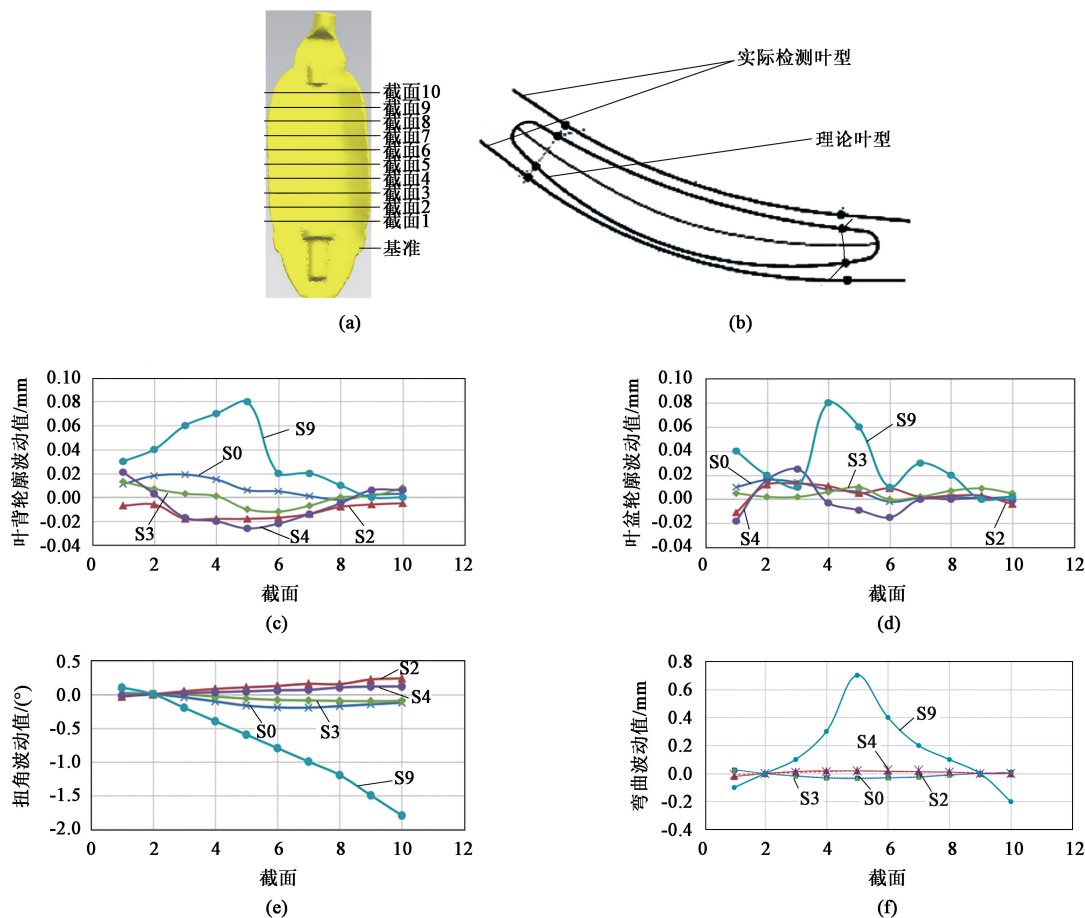 截面10
截面9
截面8
截面7
截面6
截面5
截面4
截面3
截面2
截面1
基准
(a)
实际检测叶型
理论叶型
(b)
叶背轮廓波动值/mm
0.10
0.08
0.06
0.04
0.02
0.00
-0.02
-0.04
S9
S0
S3
S4
S2
0 2 4 6 8 10 12
截面
(c)
叶盆轮廓波动值/mm
0.10
0.08
0.06
0.04
0.02
0.00
-0.02
-0.04
S9
S0
S3
S4
S2
0 2 4 6 8 10 12
截面
(d)
扭角波动值/(°)
0.5
0.0
-0.5
-1.0
-1.5
-2.0
S2
S4
S0
S3
S9
0 2 4 6 8 10 12
截面
(e)
弯曲波动值/mm
0.8
0.6
0.4
0.2
0.0
-0.2
-0.4
S9
S4
S3
S0
S2
0 2 4 6 8 10 12
截面
(f)